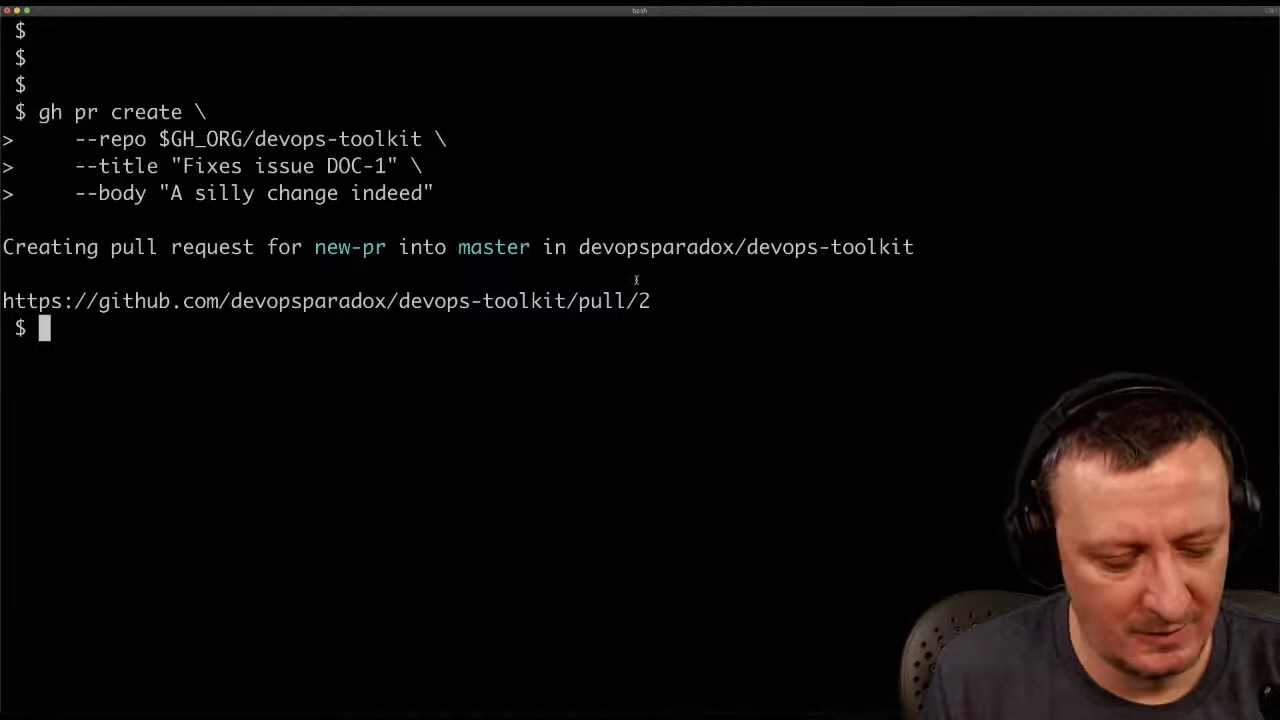 bash
$
$
$
$ gh pr create \
> --repo $GH_ORG/devops-toolkit \
> --title "Fixes issue DOC-1" \
> --body "A silly change indeed"
Creating pull request for new-pr into master in devopsparadox/devops-toolkit
https://github.com/devopsparadox/devops-toolkit/pull/2
$